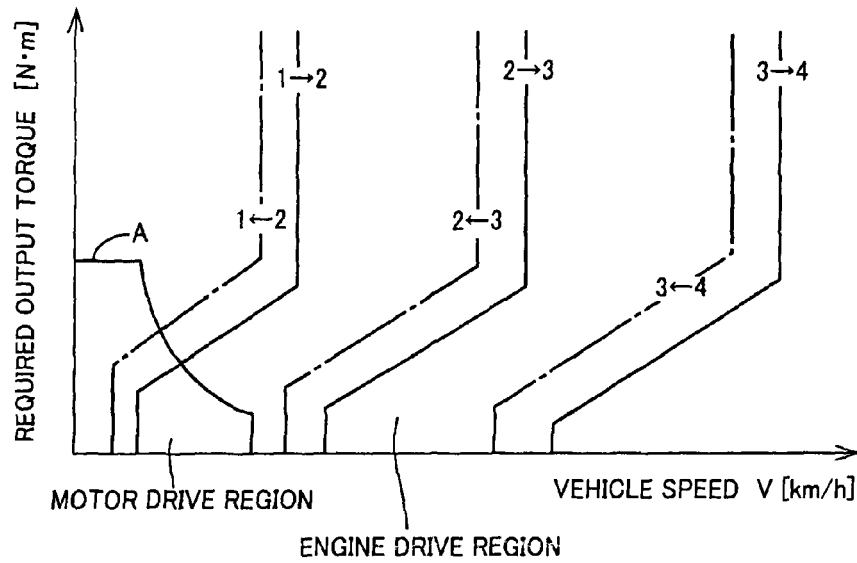 REQUIRED OUTPUT TORQUE [N·m]
1→2
2→3
3→4
1←2
2←3
3←4
A
MOTOR DRIVE REGION
VEHICLE SPEED V [km/h]
ENGINE DRIVE REGION